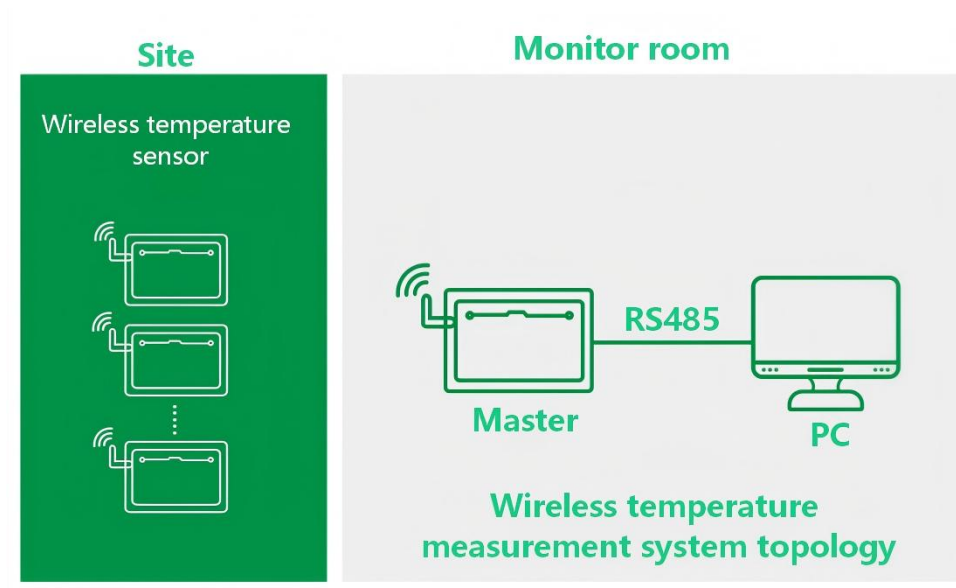 Site
Monitor room
Wireless temperature
sensor
RS485
Master
PC
Wireless temperature
measurement system topology